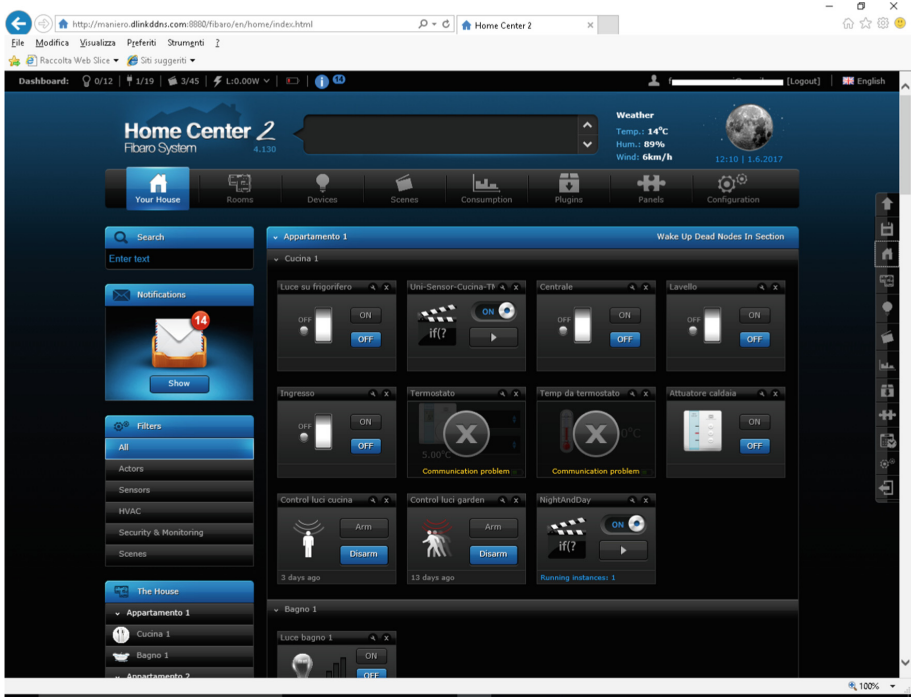 http://maniero.dlinkddns.com:8080/fibaro/en/home/index.html
Home Center 2
File Modifica Visualizza Preferiti Strumenti ?
Raccolta Web Slice Siti suggeriti
Dashboard: 0/12 1/19 3/45 L:0.00W 14 f [Logout] English
Home Center 2
Fibaro System 4.130
Weather
Temp.: 14°C
Hum.: 89%
Wind: 6km/h
12:10 | 1.6.2017
Your House Rooms Devices Scenes Consumption Plugins Panels Configuration
Search
Enter text
Notifications
14
Show
Filters
All
Actors
Sensors
HVAC
Security & Monitoring
Scenes
The House
Appartamento 1
Cucina 1
Bagno 1
Appartamento 2
Appartamento 1 Wake Up Dead Nodes In Section
Cucina 1
Luce su frigorifero
OFF ON
OFF
Uni-Sensor-Cucina-TM
if(? ON
Centrale
OFF ON
OFF
Lavello
OFF ON
OFF
Ingresso
OFF ON
OFF
Termostato
5.00°C
Communication problem
Temp da termostato
0°C
Communication problem
Attuatore caldaia
ON
OFF
Control luci cucina
Arm
Disarm
3 days ago
Control luci garden
Arm
Disarm
13 days ago
NightAndDay
if(? ON
Running instances: 1
Bagno 1
Luce bagno 1
ON
OFF
100%